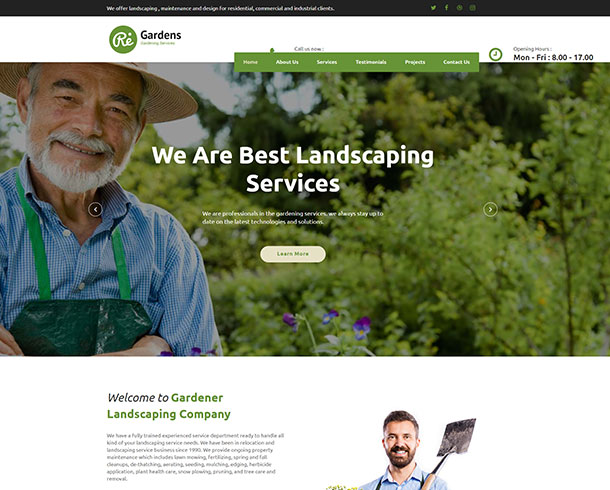 We offer landscaping , maintenance and design for residential, commercial and industrial clients.
Re
Gardens
Gardening Services
Call us now :
Opening Hours :
Mon - Fri : 8.00 - 17.00
Home About Us Services Testimonials Projects Contact Us
We Are Best Landscaping
Services
We are professionals in the gardening services. we always stay up to
date on the latest technologies and solutions.
Learn More
Welcome to Gardener
Landscaping Company
We have a fully trained experienced service department ready to handle all
kind of your landscaping service needs. We have been in relocation and
landscaping service business since 1990. We provide ongoing property
maintenance which includes lawn mowing, fertilizing, spring and fall
cleanups, de-thatching, aerating, seeding, mulching, edging, herbicide
application, plant health care, snow plowing, pruning, and tree care and
removal.